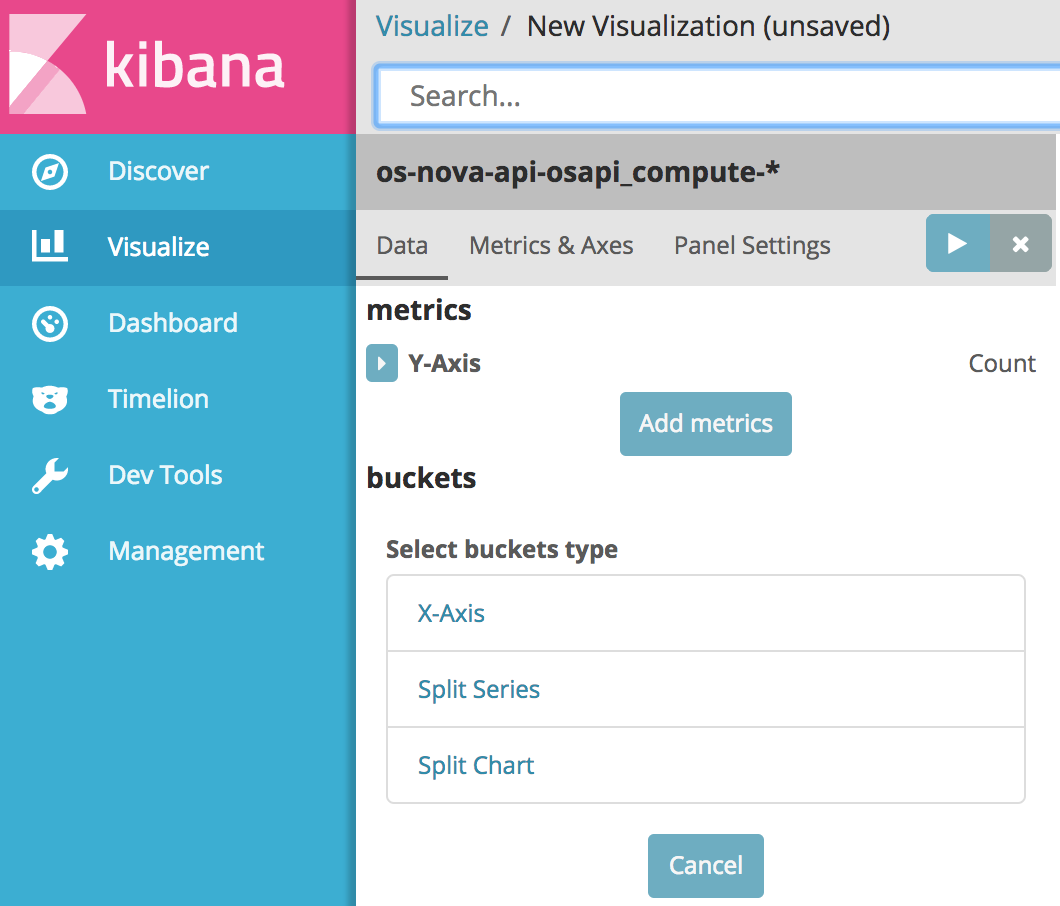 kibana
Discover
Visualize
Dashboard
Timelion
Dev Tools
Management
Visualize / New Visualization (unsaved)
Search...
os-nova-api-osapi_compute-*
Data Metrics & Axes Panel Settings
metrics
Y-Axis Count
Add metrics
buckets
Select buckets type
X-Axis
Split Series
Split Chart
Cancel